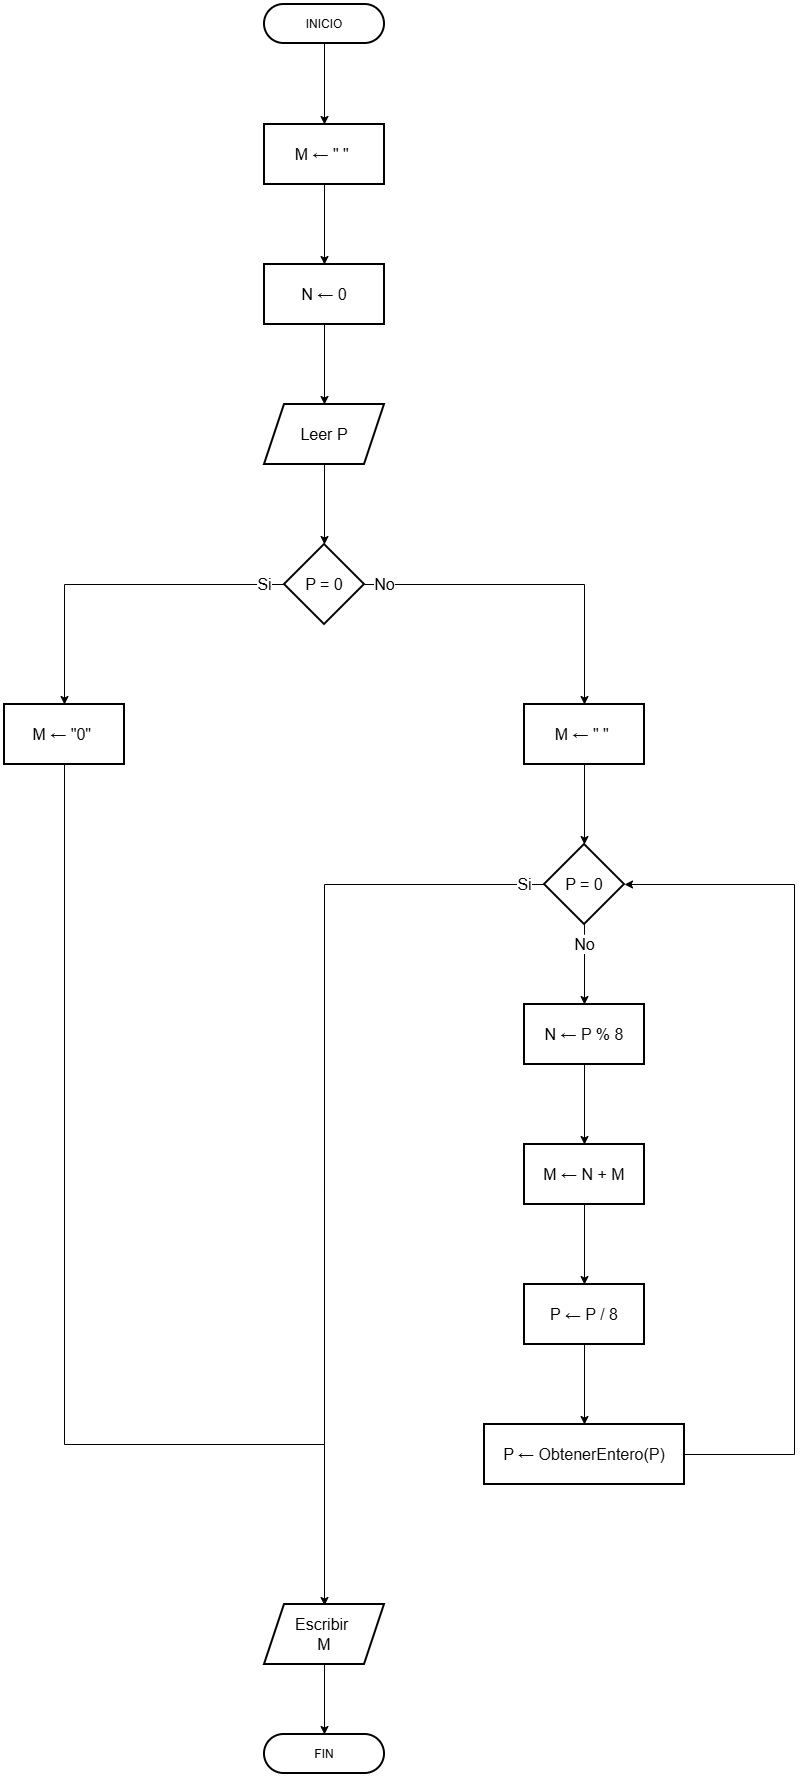 INICIO
M ← " "
N ← 0
Leer P
P = 0
Si
No
M ← "0"
M ← " "
P = 0
Si
No
N ← P % 8
M ← N + M
P ← P / 8
P ← ObtenerEntero(P)
Escribir
M
FIN